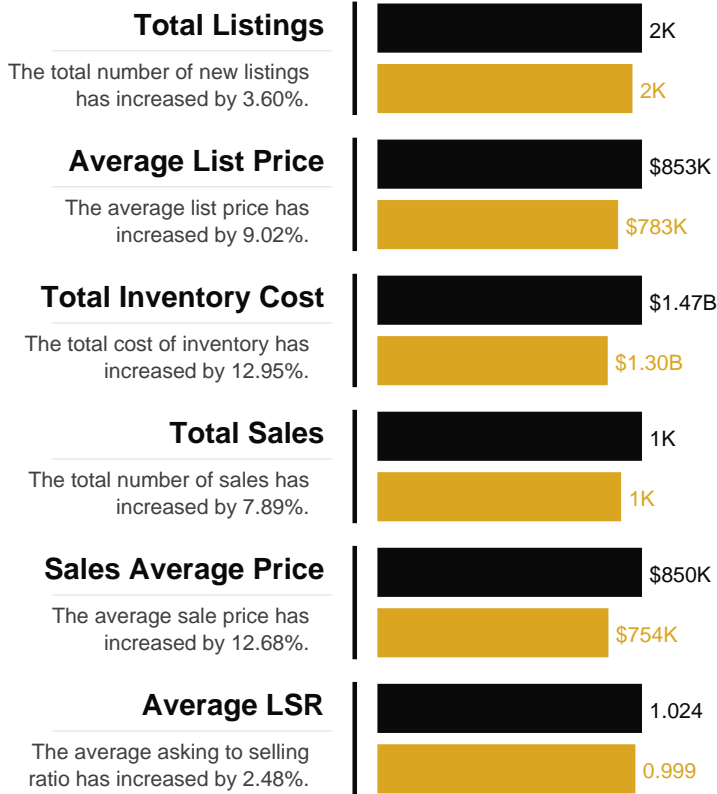 Total Listings
The total number of new listings
has increased by 3.60%.
2K
2K
Average List Price
The average list price has
increased by 9.02%.
$853K
$783K
Total Inventory Cost
The total cost of inventory has
increased by 12.95%.
$1.47B
$1.30B
Total Sales
The total number of sales has
increased by 7.89%.
1K
1K
Sales Average Price
The average sale price has
increased by 12.68%.
$850K
$754K
Average LSR
The average asking to selling
ratio has increased by 2.48%.
1.024
0.999